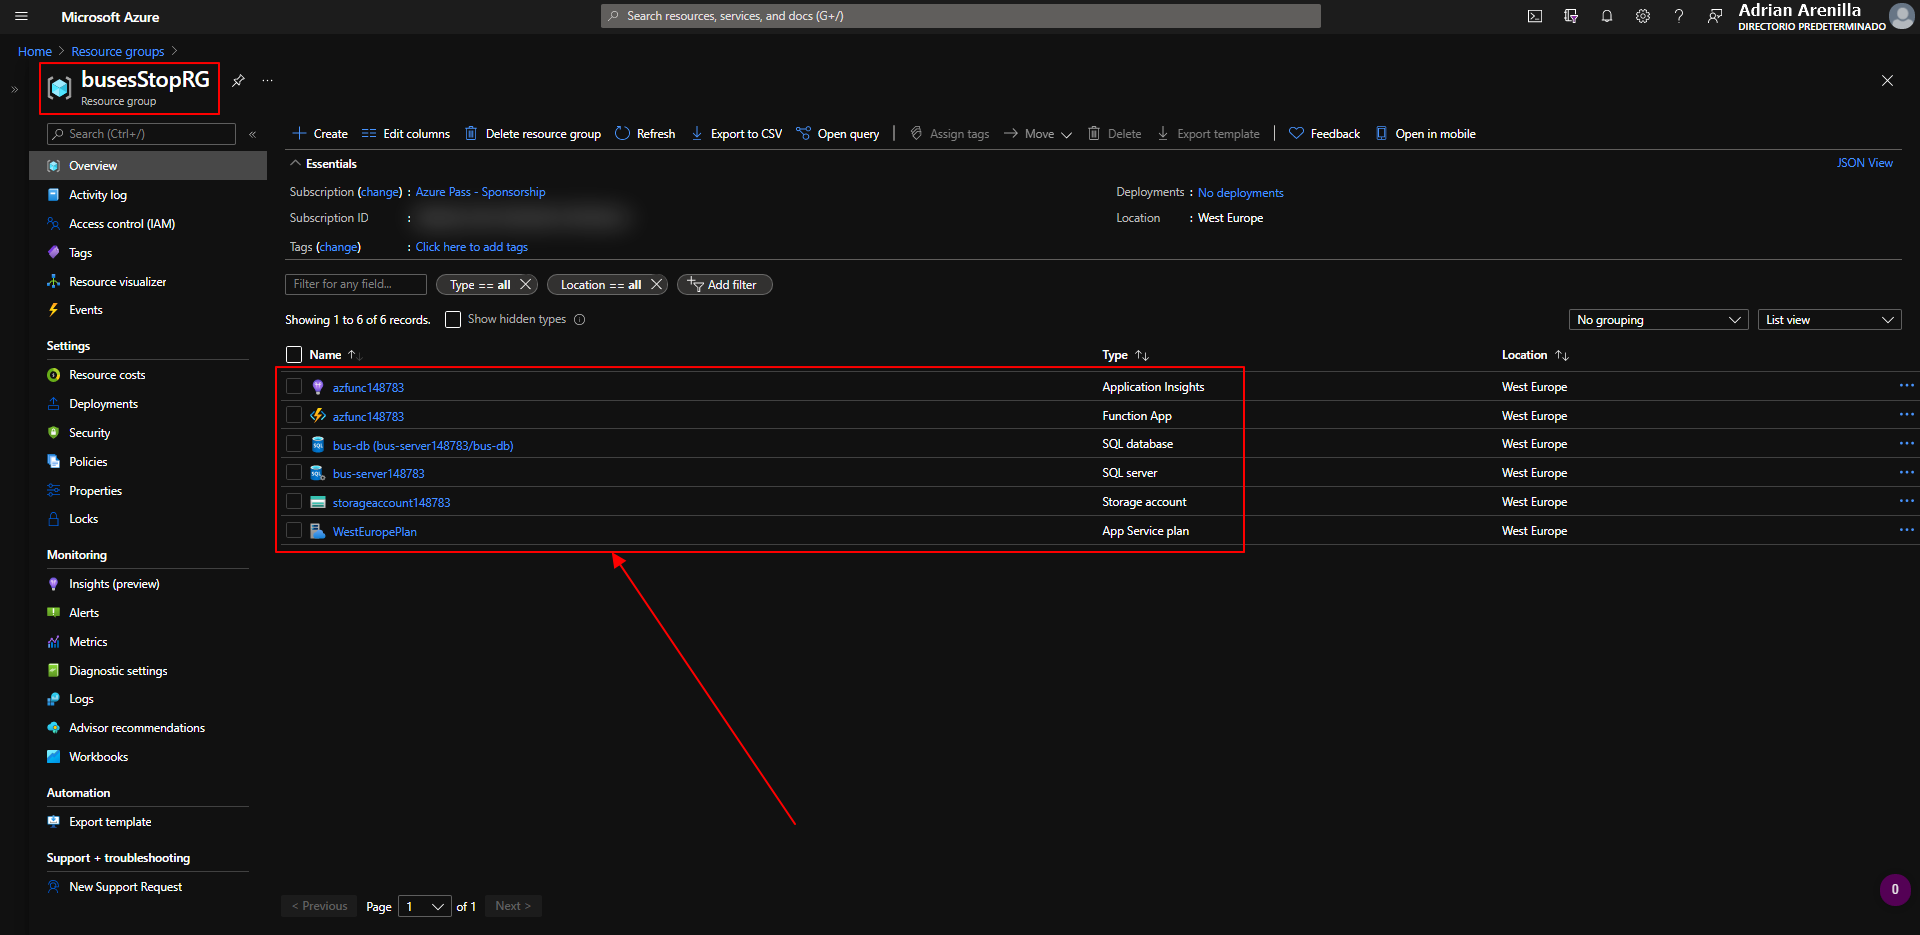 Microsoft Azure
Search resources, services, and docs (G+/)
Adrian Arenilla
DIRECTORIO PREDETERMINADO
Home > Resource groups >
busesStopRG
Resource group
Search (Ctrl+/)
Create
Edit columns
Delete resource group
Refresh
Export to CSV
Open query
Assign tags
Move
Delete
Export template
Feedback
Open in mobile
Overview
Activity log
Access control (IAM)
Tags
Resource visualizer
Events
Settings
Resource costs
Deployments
Security
Policies
Properties
Locks
Monitoring
Insights (preview)
Alerts
Metrics
Diagnostic settings
Logs
Advisor recommendations
Workbooks
Automation
Export template
Support + troubleshooting
New Support Request
Essentials
JSON View
Subscription (change) : Azure Pass - Sponsorship
Deployments : No deployments
Subscription ID :
Location : West Europe
Tags (change) : Click here to add tags
Filter for any field...
Type == all
Location == all
Add filter
Showing 1 to 6 of 6 records.
Show hidden types
No grouping
List view
Name Type Location
azfunc148783 Application Insights West Europe
azfunc148783 Function App West Europe
bus-db (bus-server148783/bus-db) SQL database West Europe
bus-server148783 SQL server West Europe
storageaccount148783 Storage account West Europe
WestEuropePlan App Service plan West Europe
< Previous Page 1 of 1 Next >
0